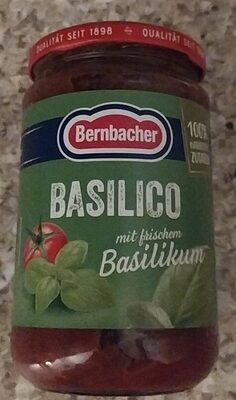 QUALITÄT SEIT 1898 • QUALITÄT SEIT
Bernbacher
100%
BASILICO
mit frischem
Basilikum